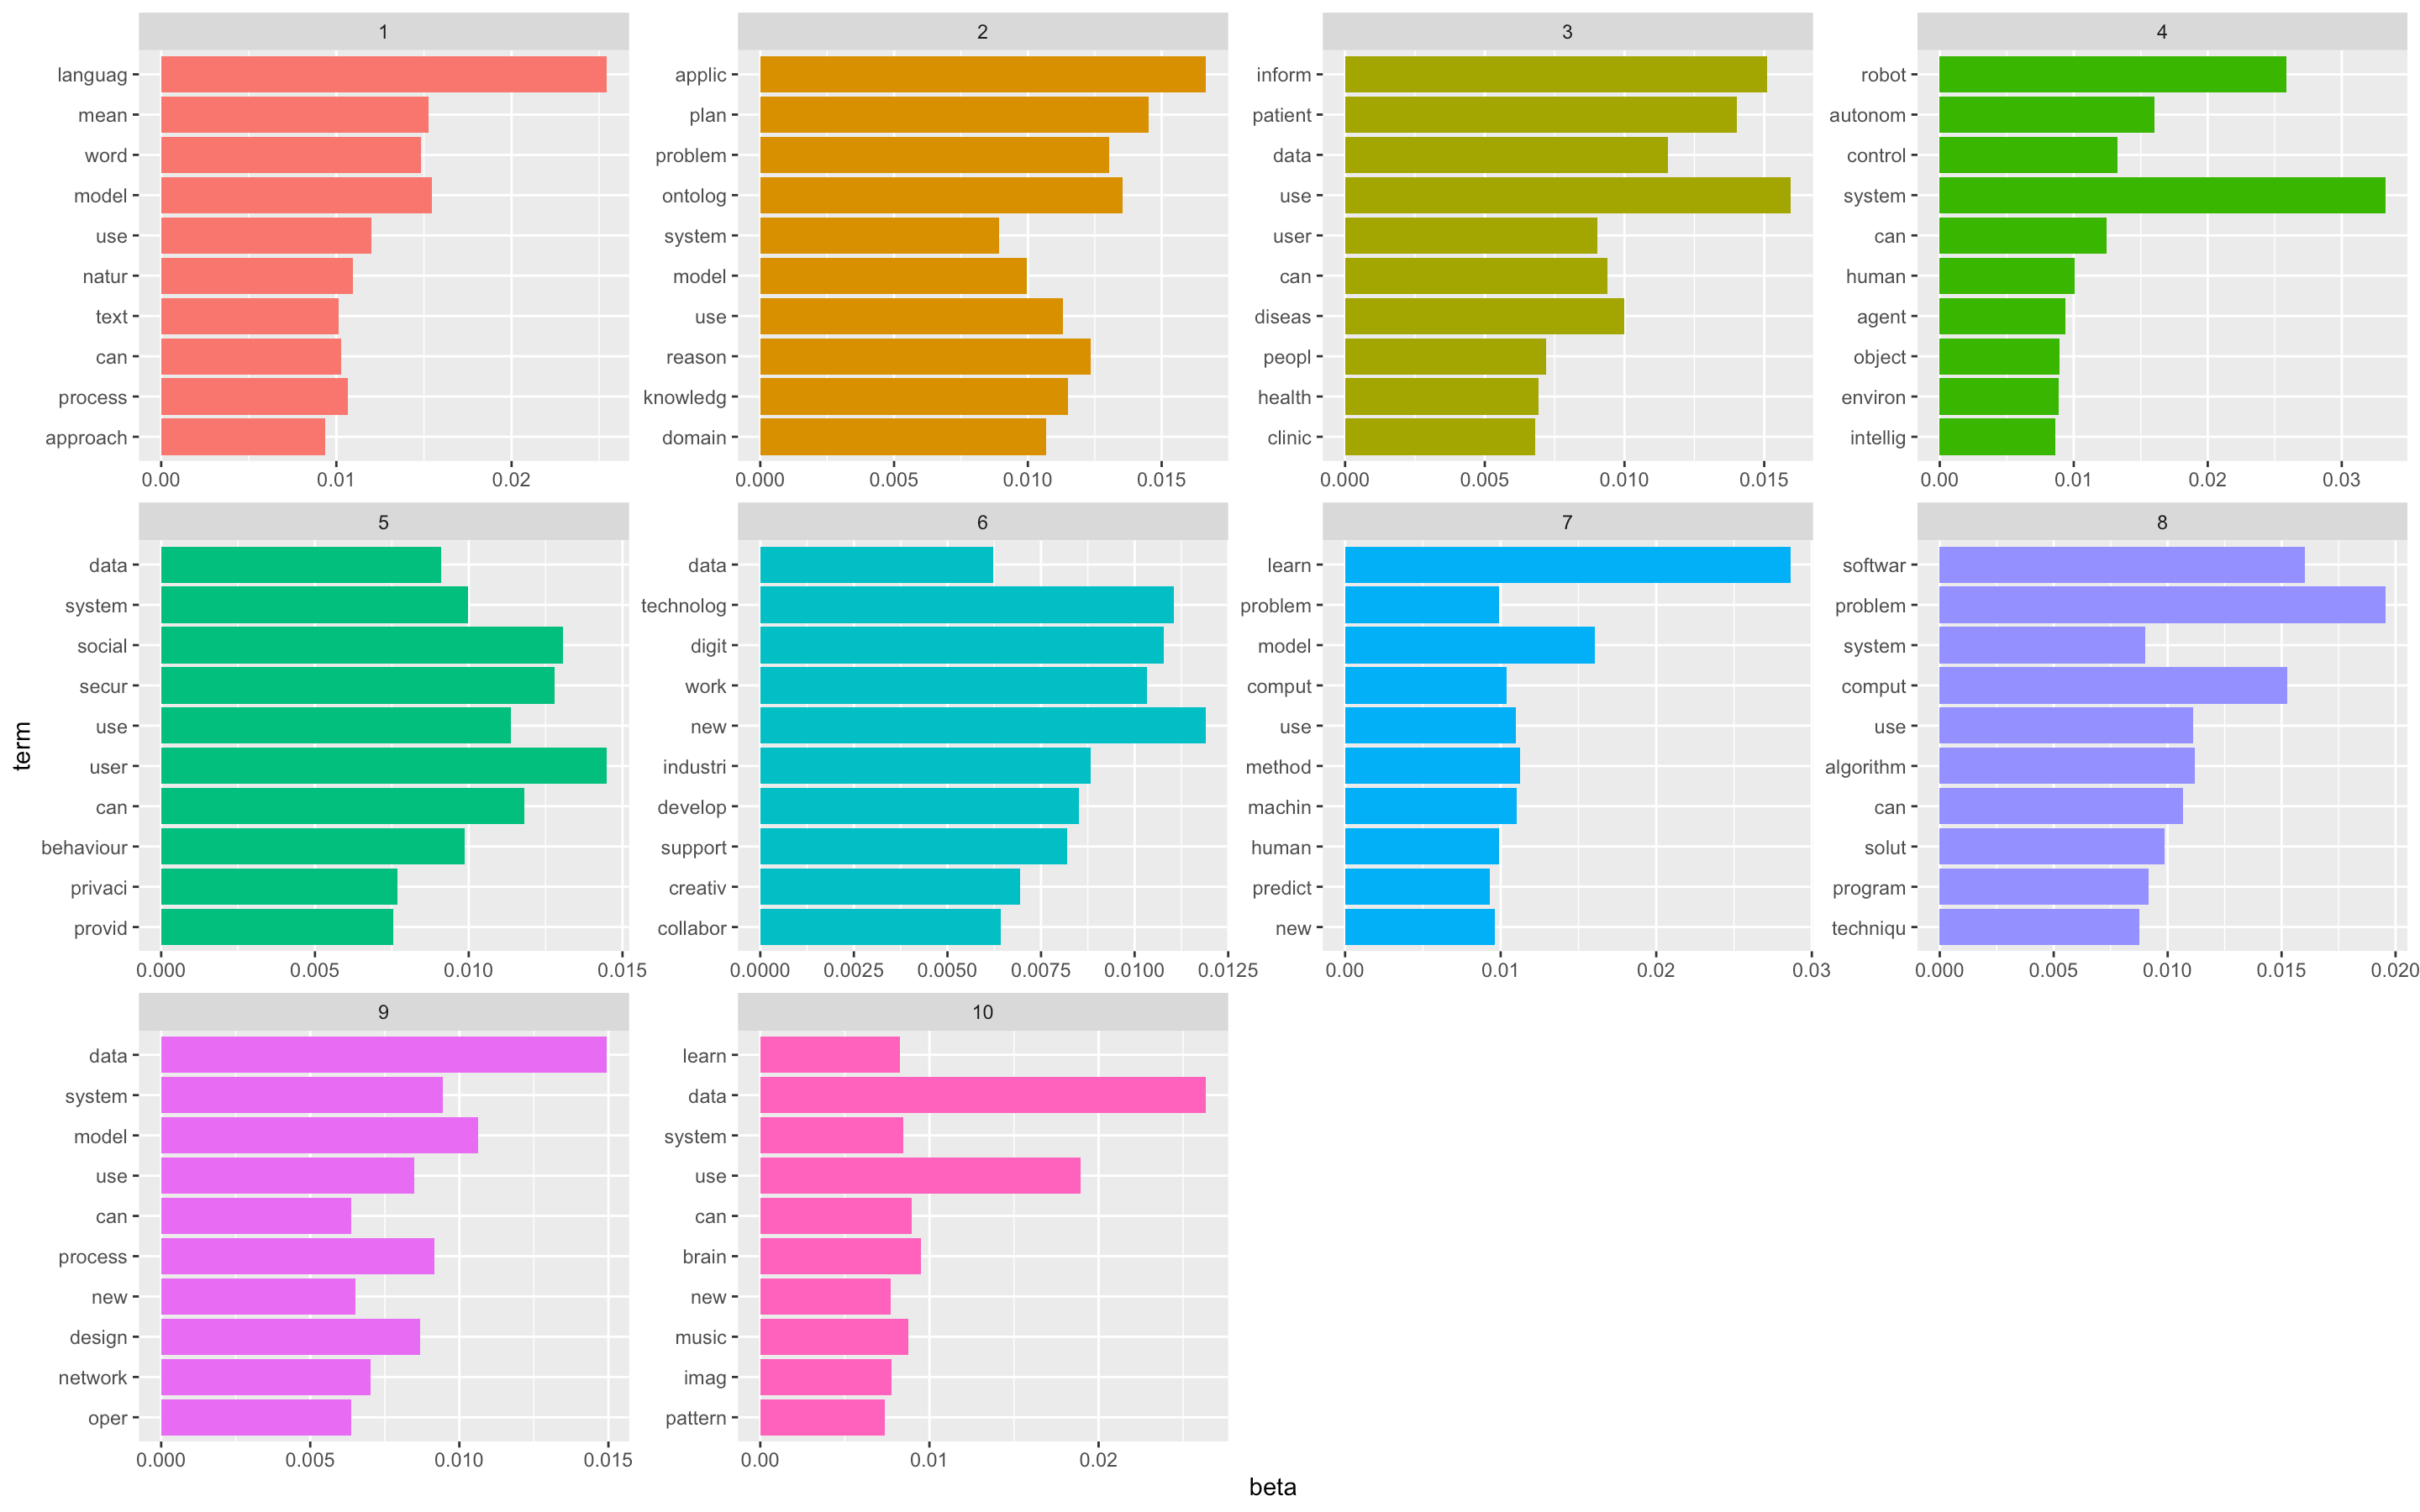 1
languag
mean
word
model
use
natur
text
can
process
approach
0.00 0.01 0.02
2
applic
plan
problem
ontolog
system
model
use
reason
knowledg
domain
0.000 0.005 0.010 0.015
3
inform
patient
data
use
user
can
diseas
peopl
health
clinic
0.000 0.005 0.010 0.015
4
robot
autonom
control
system
can
human
agent
object
environ
intellig
0.00 0.01 0.02 0.03
term
5
data
system
social
secur
use
user
can
behaviour
privaci
provid
0.000 0.005 0.010 0.015
6
data
technolog
digit
work
new
industri
develop
support
creativ
collabor
0.0000 0.0025 0.0050 0.0075 0.0100 0.0125
7
learn
problem
model
comput
use
method
machin
human
predict
new
0.00 0.01 0.02 0.03
8
softwar
problem
system
comput
use
algorithm
can
solut
program
techniqu
0.000 0.005 0.010 0.015 0.020
9
data
system
model
use
can
process
new
design
network
oper
0.000 0.005 0.010 0.015
10
learn
data
system
use
can
brain
new
music
imag
pattern
0.00 0.01 0.02
beta